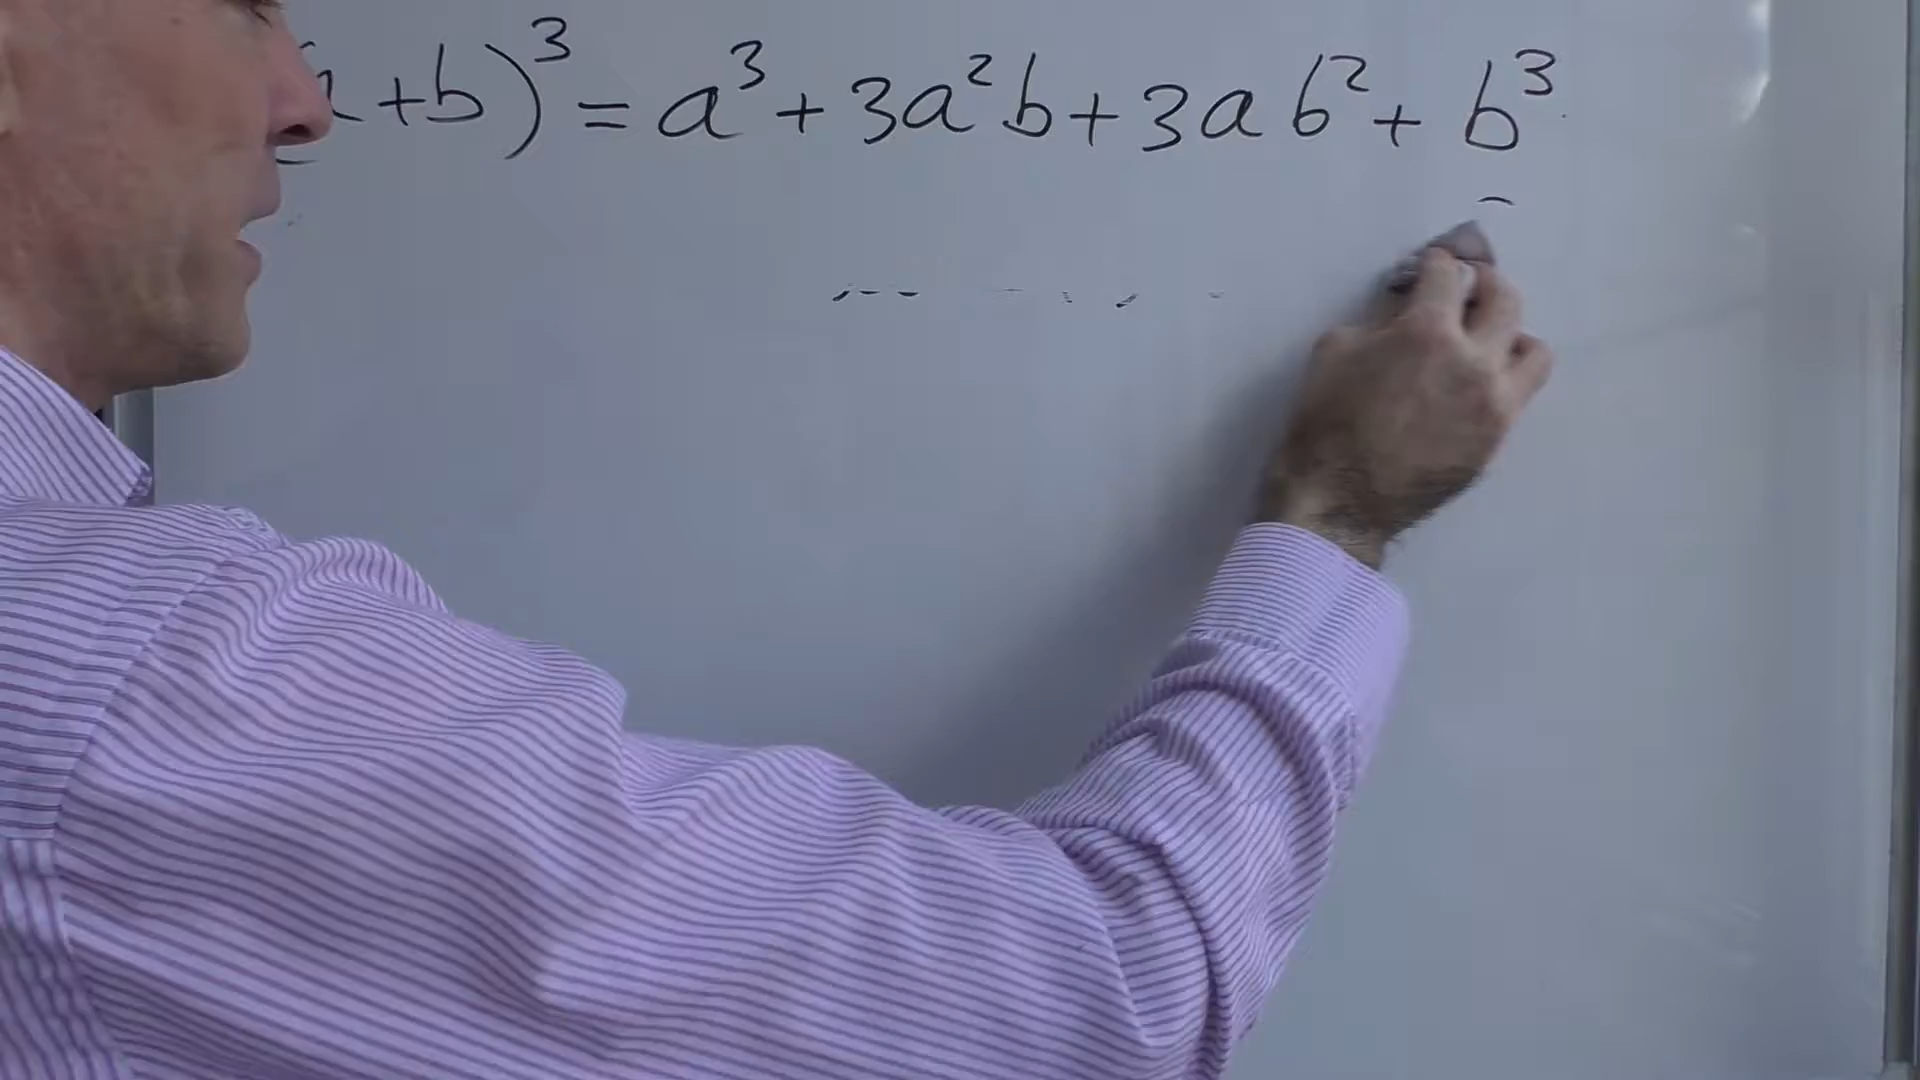 (a+b)³ = a³ + 3a²b + 3ab² + b³